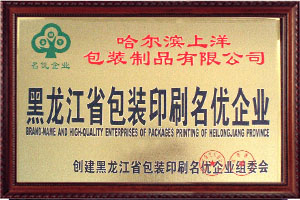 名优企业
哈尔滨上洋
包装制品有限公司
黑龙江省包装印刷名优企业
BRAND-NAME AND HIGH-QUALITY ENTERPRISES OF PACKAGES PRINTING OF HEILONGJIANG PROVINCE
创建黑龙江省包装印刷名优企业组委会